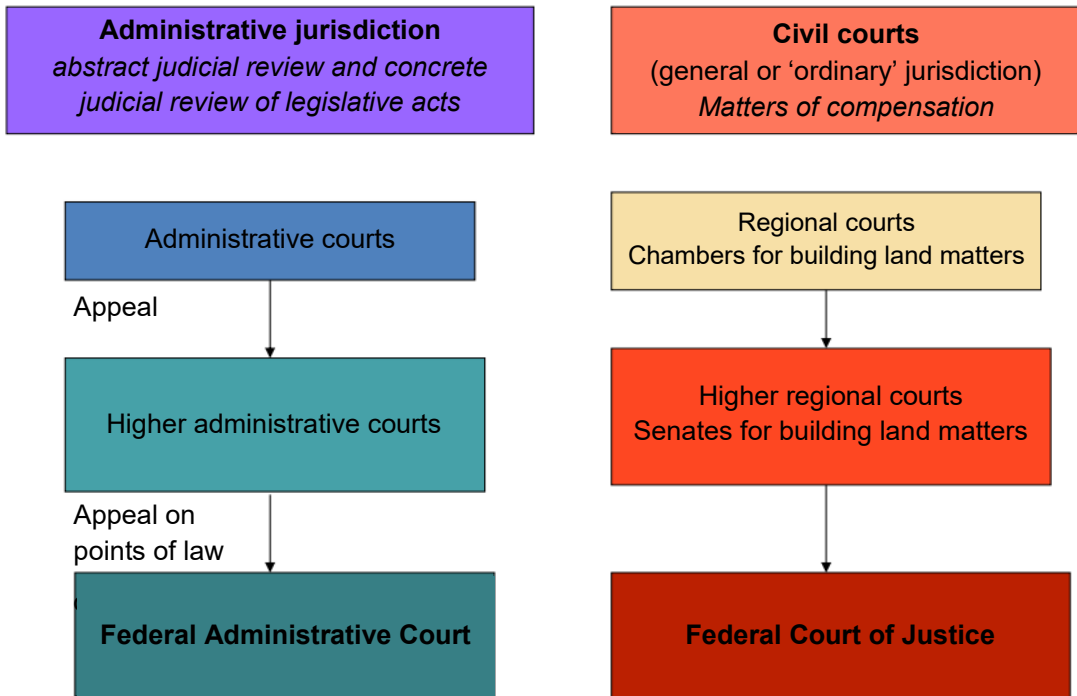 Administrative jurisdiction
abstract judicial review and concrete
judicial review of legislative acts
Civil courts
(general or ‘ordinary’ jurisdiction)
Matters of compensation
Administrative courts
Appeal
Higher administrative courts
Appeal on
points of law
Federal Administrative Court
Regional courts
Chambers for building land matters
Higher regional courts
Senates for building land matters
Federal Court of Justice